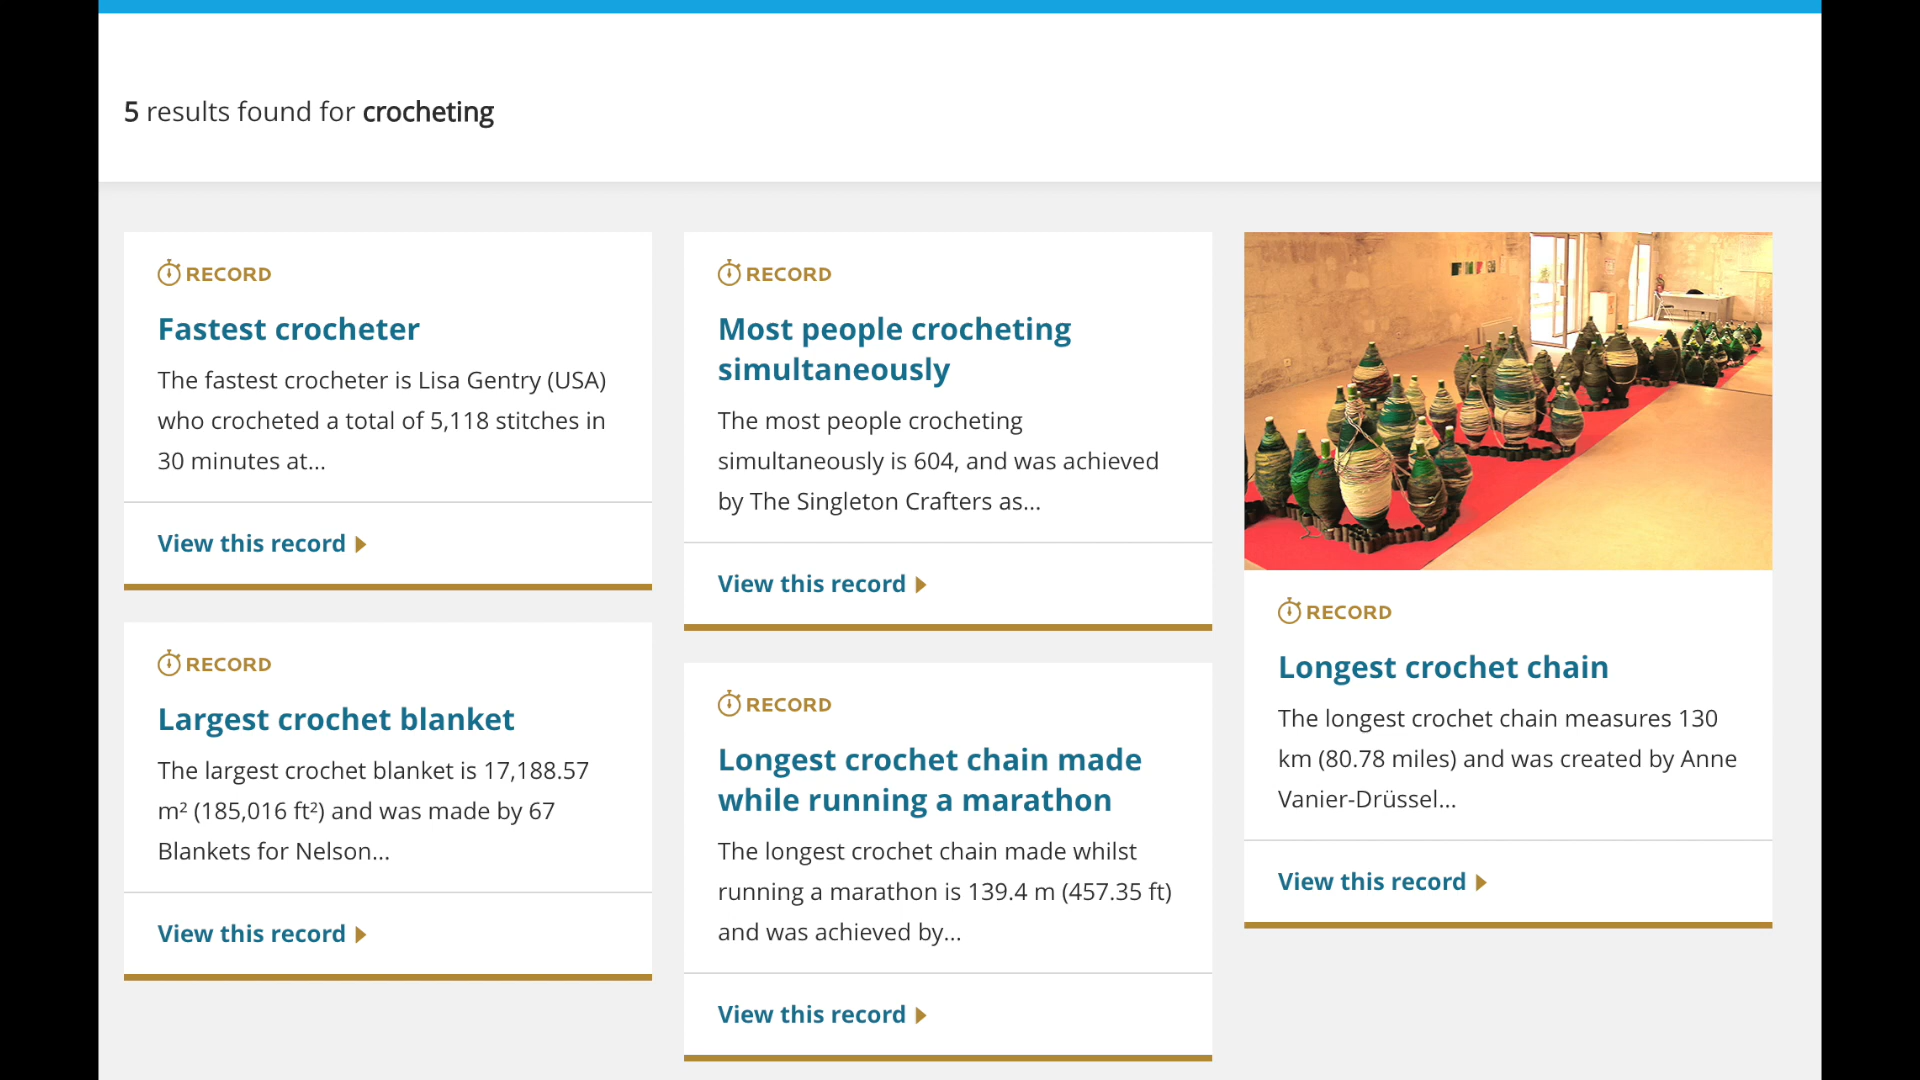 5 results found for crocheting
RECORD
Fastest crocheter
The fastest crocheter is Lisa Gentry (USA)
who crocheted a total of 5,118 stitches in
30 minutes at...
View this record
RECORD
Largest crochet blanket
The largest crochet blanket is 17,188.57
m² (185,016 ft²) and was made by 67
Blankets for Nelson...
View this record
RECORD
Most people crocheting
simultaneously
The most people crocheting
simultaneously is 604, and was achieved
by The Singleton Crafters as...
View this record
RECORD
Longest crochet chain made
while running a marathon
The longest crochet chain made whilst
running a marathon is 139.4 m (457.35 ft)
and was achieved by...
View this record
RECORD
Longest crochet chain
The longest crochet chain measures 130
km (80.78 miles) and was created by Anne
Vanier-Drüssel...
View this record